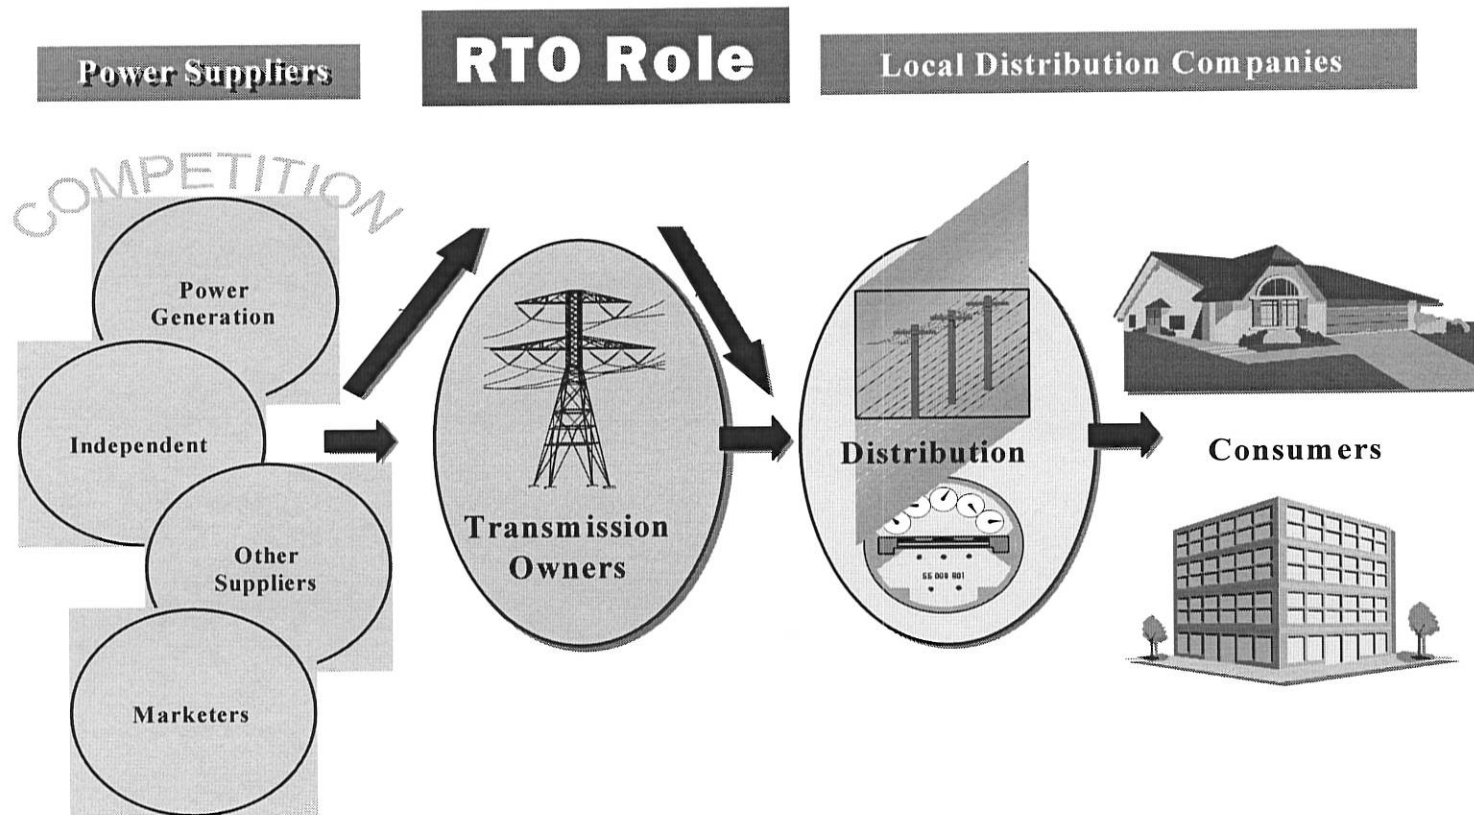 Power Suppliers
RTO Role
Local Distribution Companies
COMPETITION
Power
Generation
Independent
Other
Suppliers
Marketers
Transmission
Owners
Distribution
Consumers